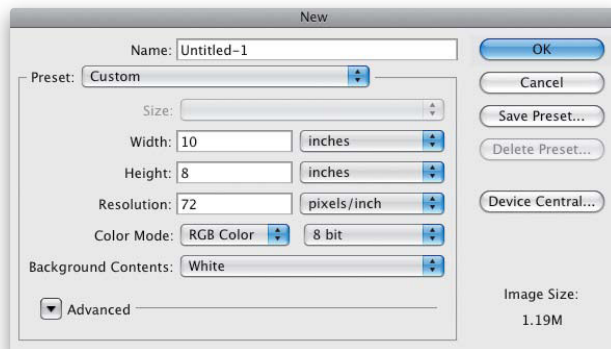 New
Name: Untitled-1
OK
Preset: Custom
Cancel
Size:
Save Preset...
Width: 10 inches
Delete Preset...
Height: 8 inches
Resolution: 72 pixels/inch
Device Central...
Color Mode: RGB Color 8 bit
Background Contents: White
Advanced
Image Size:
1.19M